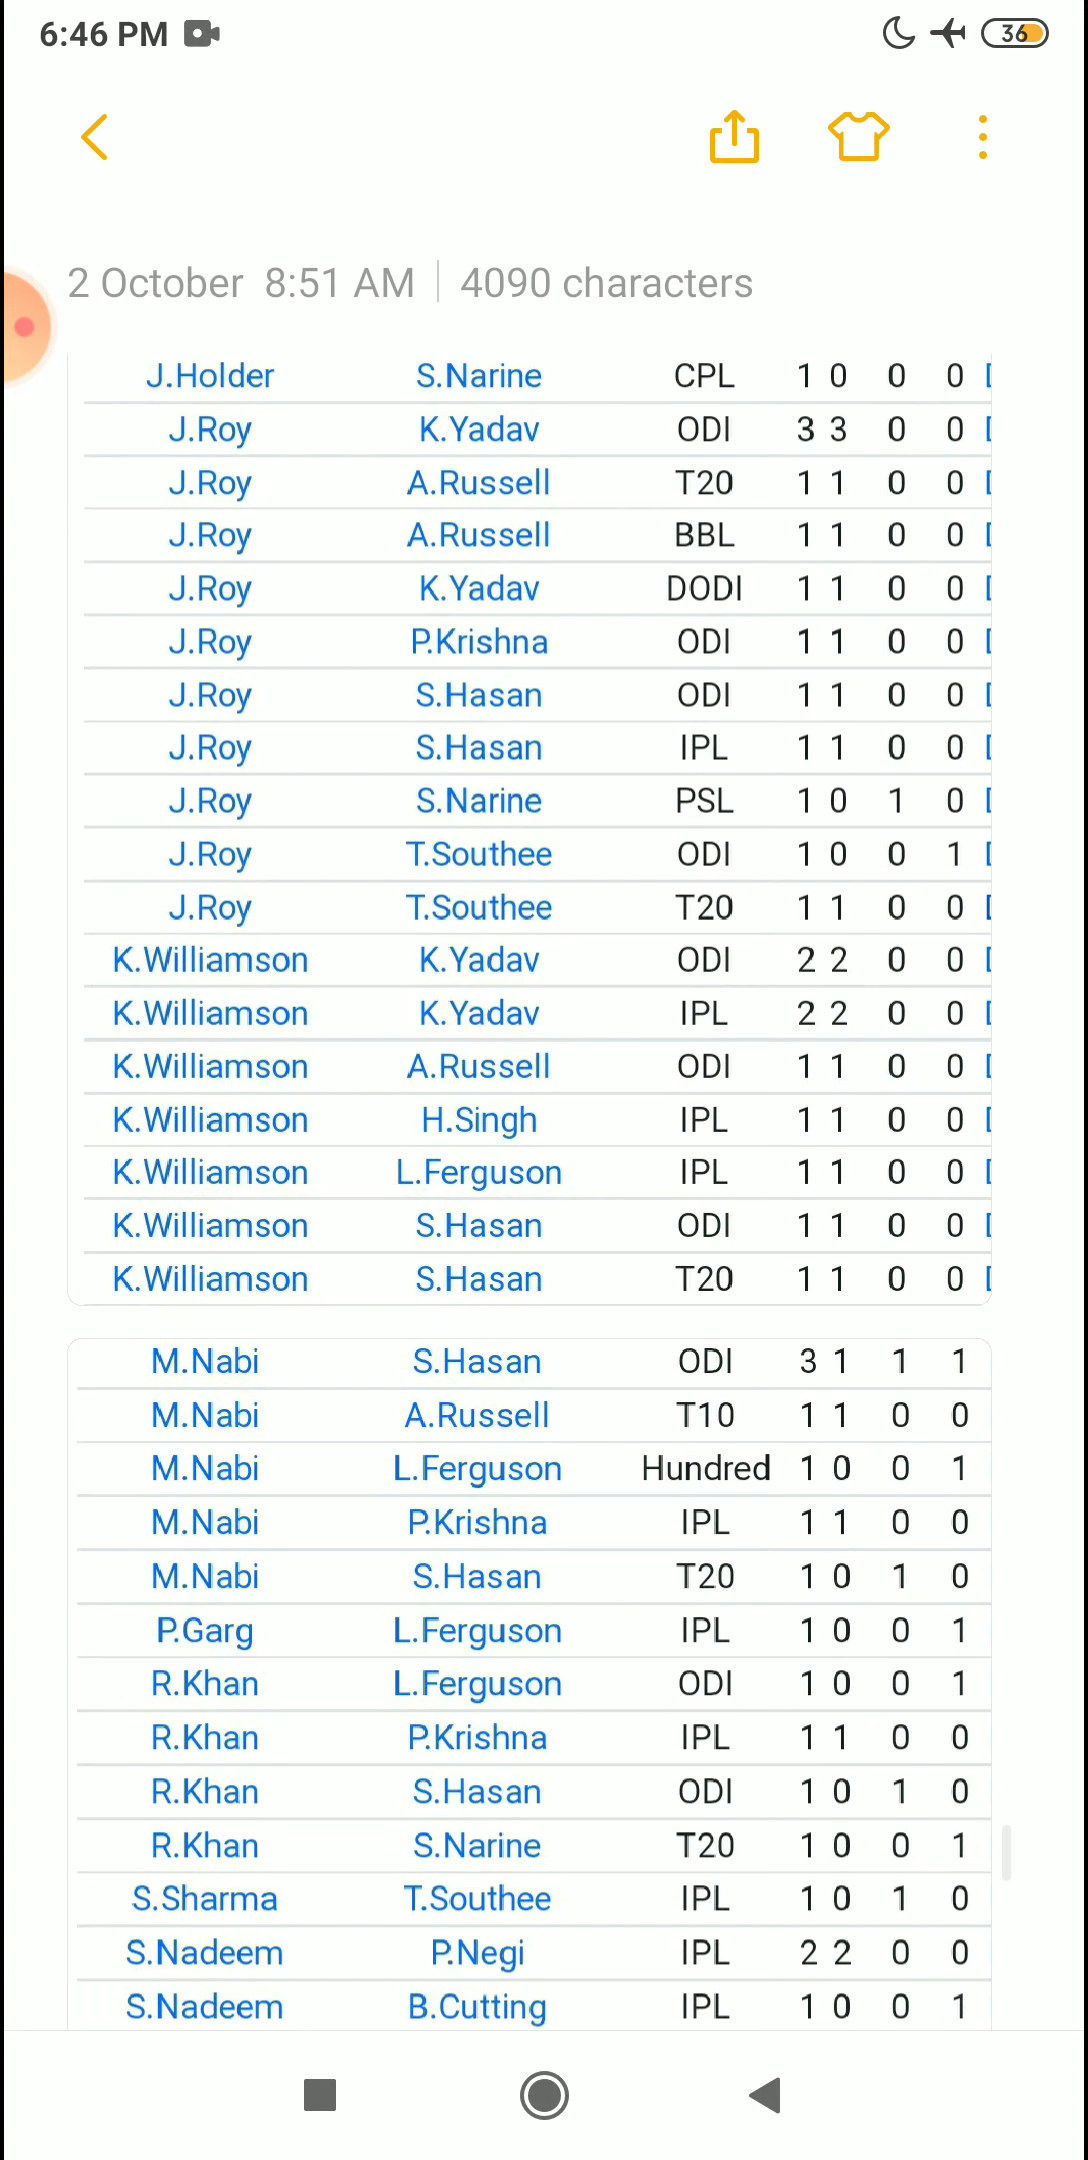 6:46 PM 36
2 October 8:51 AM 4090 characters
J.Holder S.Narine CPL 1 0 0 0
J.Roy K.Yadav ODI 3 3 0 0
J.Roy A.Russell T20 1 1 0 0
J.Roy A.Russell BBL 1 1 0 0
J.Roy K.Yadav DODI 1 1 0 0
J.Roy P.Krishna ODI 1 1 0 0
J.Roy S.Hasan ODI 1 1 0 0
J.Roy S.Hasan IPL 1 1 0 0
J.Roy S.Narine PSL 1 0 1 0
J.Roy T.Southee ODI 1 0 0 1
J.Roy T.Southee T20 1 1 0 0
K.Williamson K.Yadav ODI 2 2 0 0
K.Williamson K.Yadav IPL 2 2 0 0
K.Williamson A.Russell ODI 1 1 0 0
K.Williamson H.Singh IPL 1 1 0 0
K.Williamson L.Ferguson IPL 1 1 0 0
K.Williamson S.Hasan ODI 1 1 0 0
K.Williamson S.Hasan T20 1 1 0 0
M.Nabi S.Hasan ODI 3 1 1 1
M.Nabi A.Russell T10 1 1 0 0
M.Nabi L.Ferguson Hundred 1 0 0 1
M.Nabi P.Krishna IPL 1 1 0 0
M.Nabi S.Hasan T20 1 0 1 0
P.Garg L.Ferguson IPL 1 0 0 1
R.Khan L.Ferguson ODI 1 0 0 1
R.Khan P.Krishna IPL 1 1 0 0
R.Khan S.Hasan ODI 1 0 1 0
R.Khan S.Narine T20 1 0 0 1
S.Sharma T.Southee IPL 1 0 1 0
S.Nadeem P.Negi IPL 2 2 0 0
S.Nadeem B.Cutting IPL 1 0 0 1